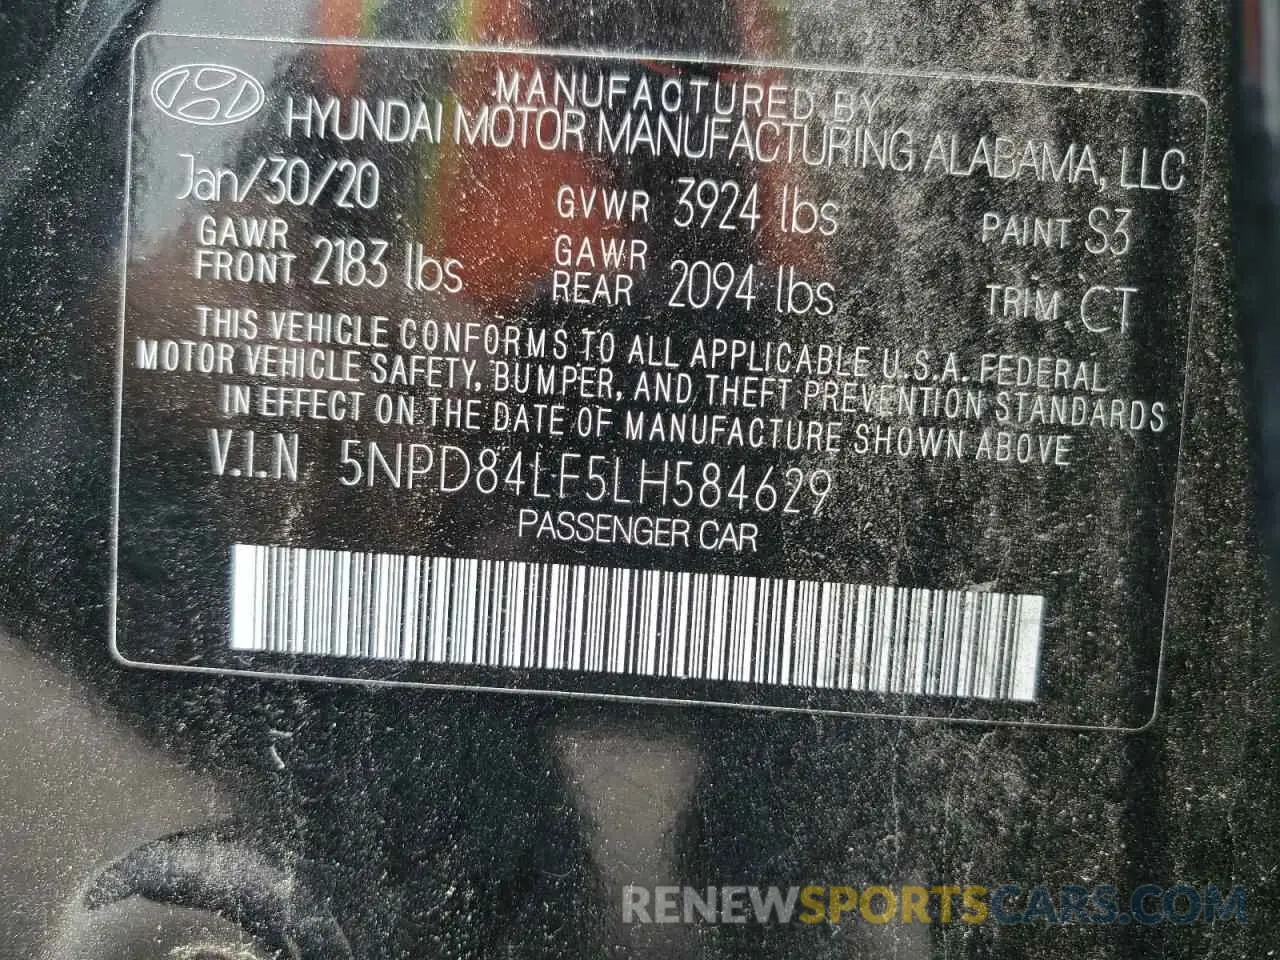 MANUFACTURED BY
HYUNDAI MOTOR MANUFACTURING ALABAMA, LLC
Jan/30/20 GVWR 3924 lbs PAINT S3
GAWR FRONT 2183 lbs GAWR REAR 2094 lbs TRIM CT
THIS VEHICLE CONFORMS TO ALL APPLICABLE U.S.A. FEDERAL
MOTOR VEHICLE SAFETY, BUMPER, AND THEFT PREVENTION STANDARDS
IN EFFECT ON THE DATE OF MANUFACTURE SHOWN ABOVE
V.I.N 5NPD84LF5LH584629
PASSENGER CAR
RENEWSPORTSCARS.COM